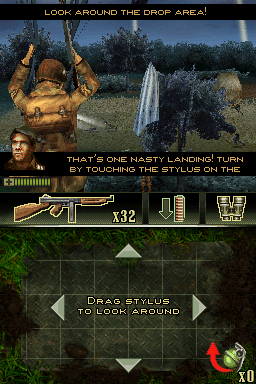 LOOK AROUND THE DROP AREA!
THAT'S ONE NASTY LANDING! TURN
BY TOUCHING THE STYLUS ON THE
x32
DRAG STYLUS
TO LOOK AROUND
x0